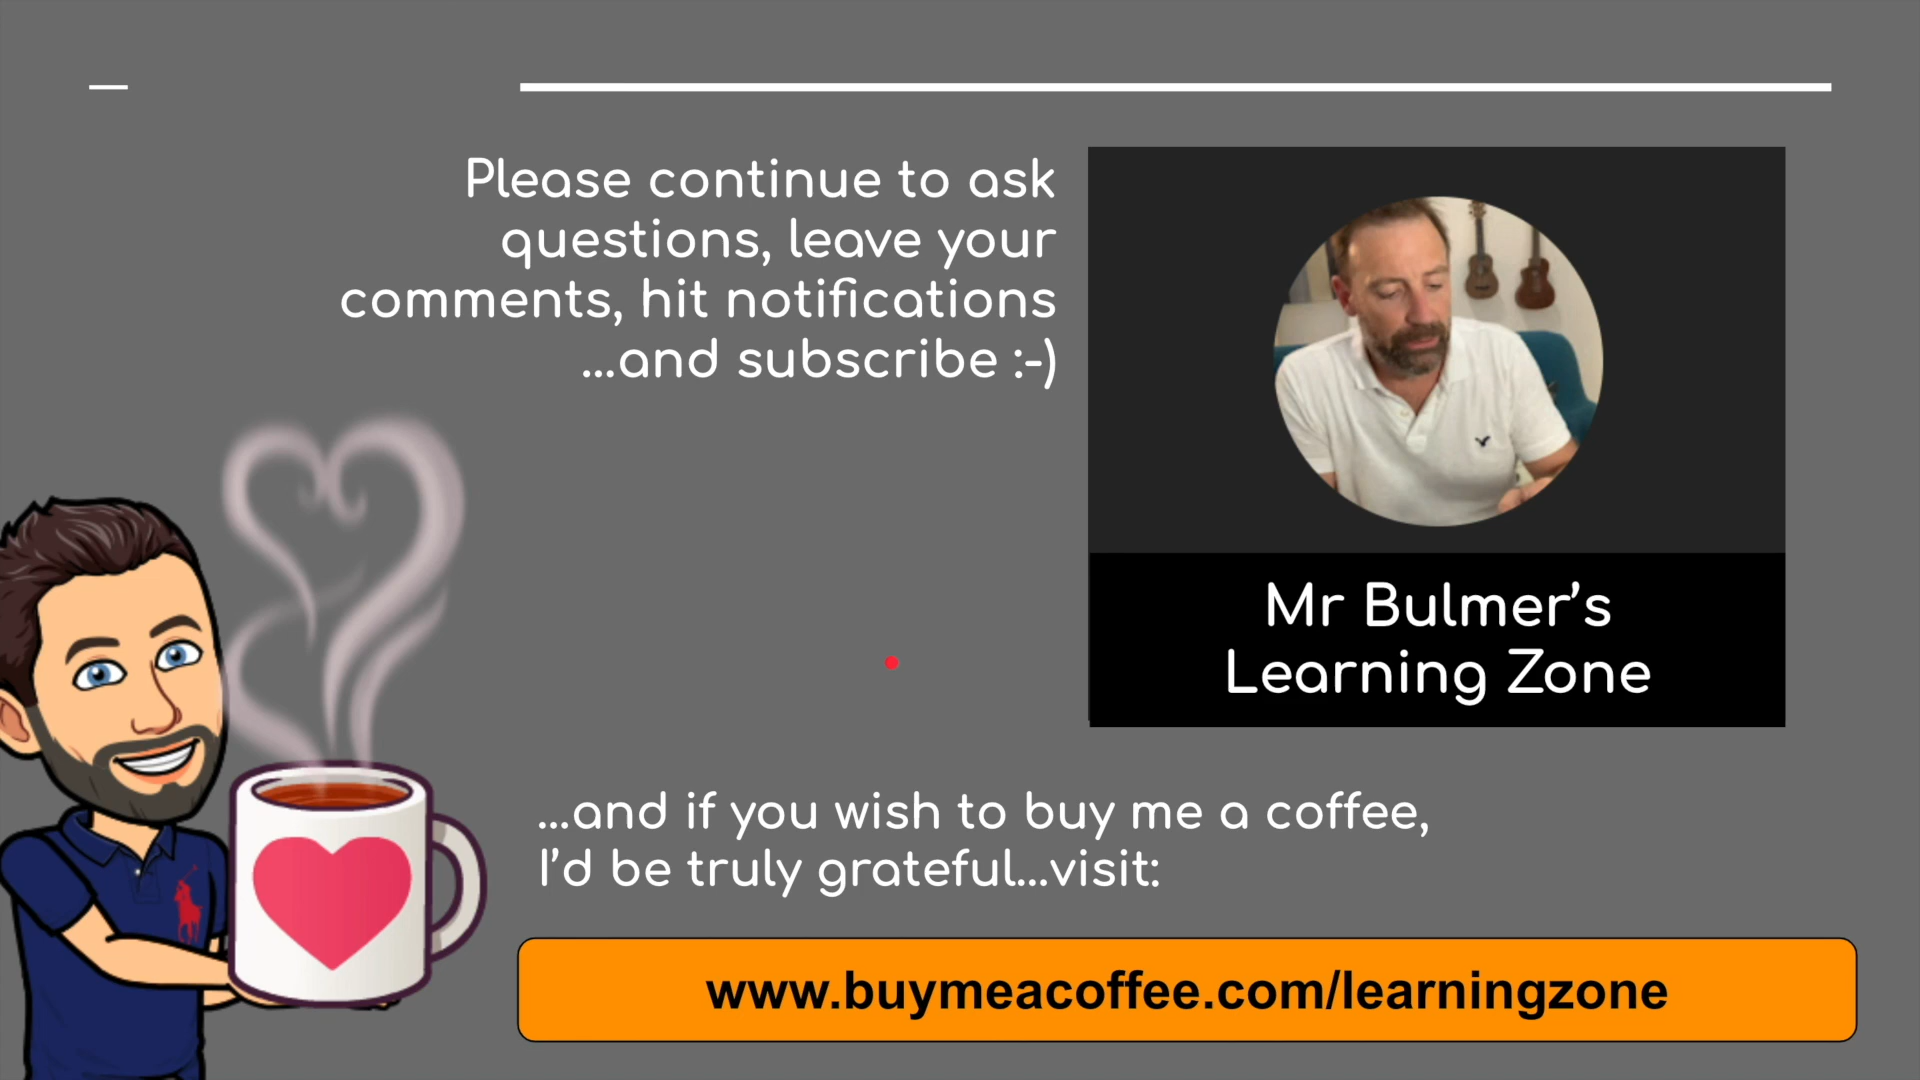 Please continue to ask
questions, leave your
comments, hit notifications
...and subscribe :-)
Mr Bulmer’s
Learning Zone
...and if you wish to buy me a coffee,
I’d be truly grateful...visit:
www.buymeacoffee.com/learningzone